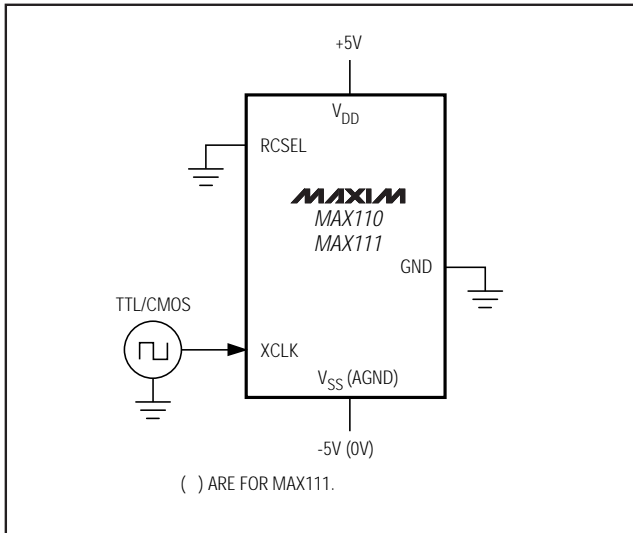 +5V
VDD
RCSEL
MAXIM
MAX110
MAX111
GND
TTL/CMOS
XCLK
VSS (AGND)
-5V (0V)
( ) ARE FOR MAX111.